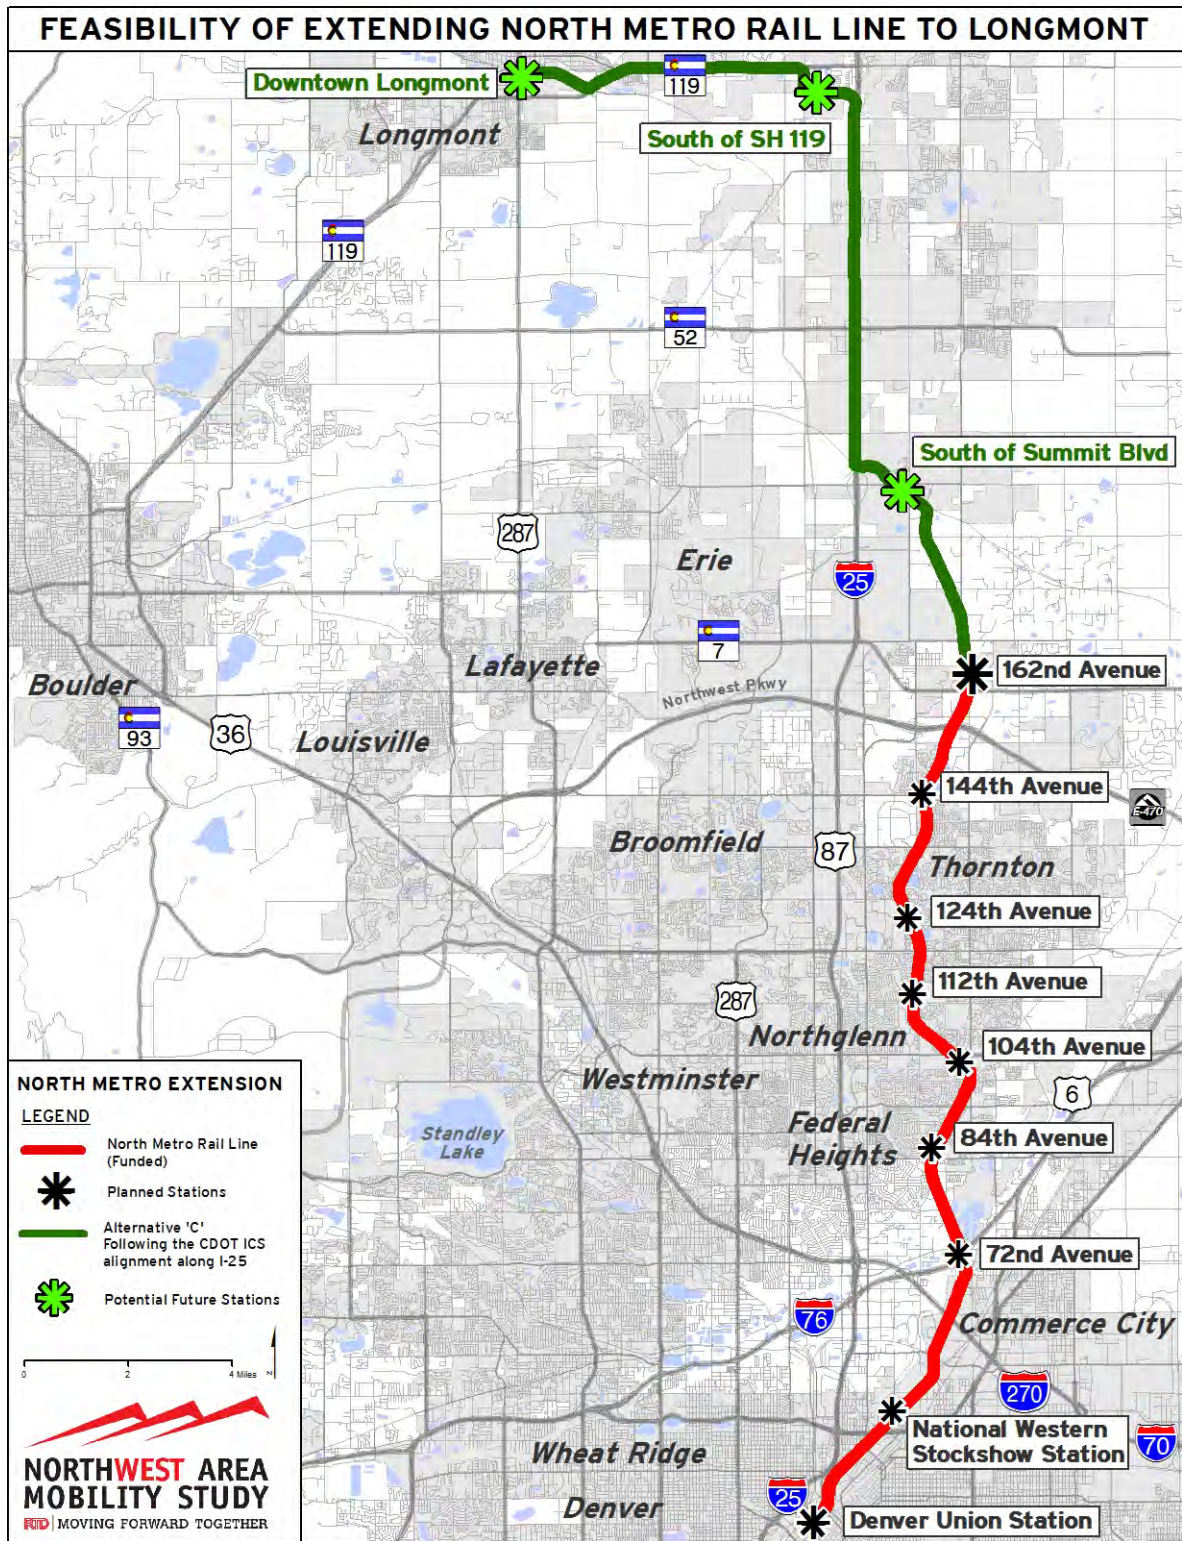 FEASIBILITY OF EXTENDING NORTH METRO RAIL LINE TO LONGMONT
Downtown Longmont
119
South of SH 119
Longmont
119
52
South of Summit Blvd
287
Erie
25
7
Lafayette
162nd Avenue
Boulder
Northwest Pkwy
93
36
Louisville
144th Avenue
E-470
Broomfield
87
Thornton
124th Avenue
112th Avenue
287
Northglenn
104th Avenue
Westminster
6
Standley
Lake
Federal
Heights
84th Avenue
72nd Avenue
76
Commerce City
270
National Western
Stockshow Station
70
Wheat Ridge
25
Denver
Denver Union Station
NORTH METRO EXTENSION
LEGEND
North Metro Rail Line
(Funded)
Planned Stations
Alternative 'C'
Following the CDOT ICS
alignment along I-25
Potential Future Stations
0 2 4 Miles
N
NORTHWEST AREA
MOBILITY STUDY
RTD | MOVING FORWARD TOGETHER